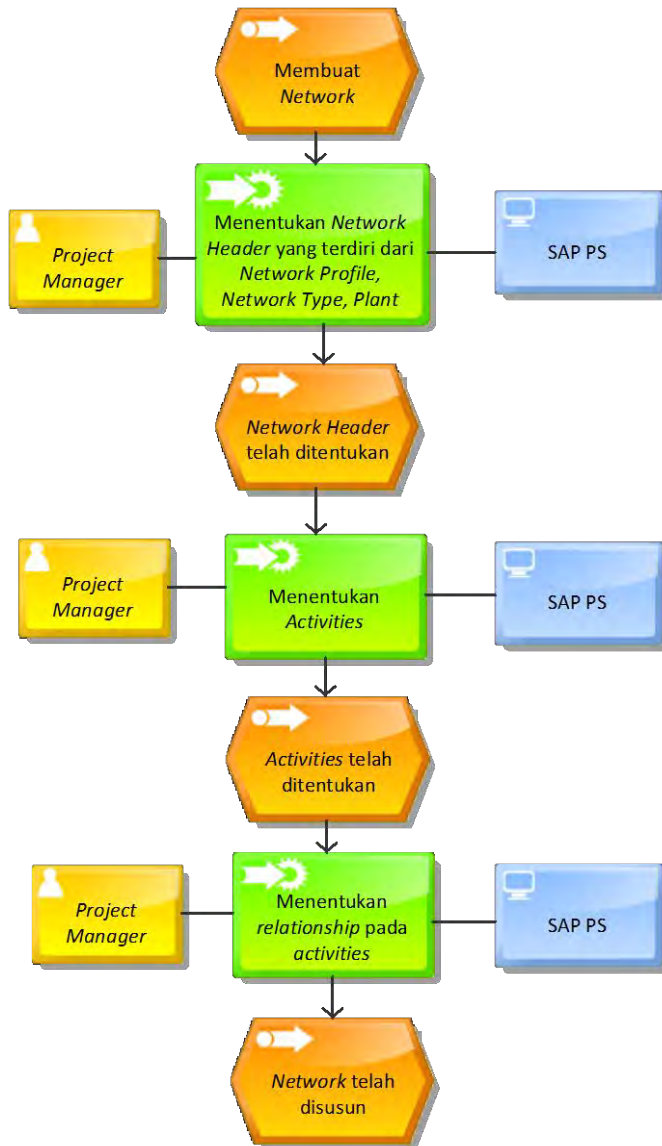 Membuat
Network
Menentukan Network
Header yang terdiri dari
Network Profile,
Network Type, Plant
Project
Manager
SAP PS
Network Header
telah ditentukan
Menentukan
Activities
Project
Manager
SAP PS
Activities telah
ditentukan
Menentukan
relationship pada
activities
Project
Manager
SAP PS
Network telah
disusun